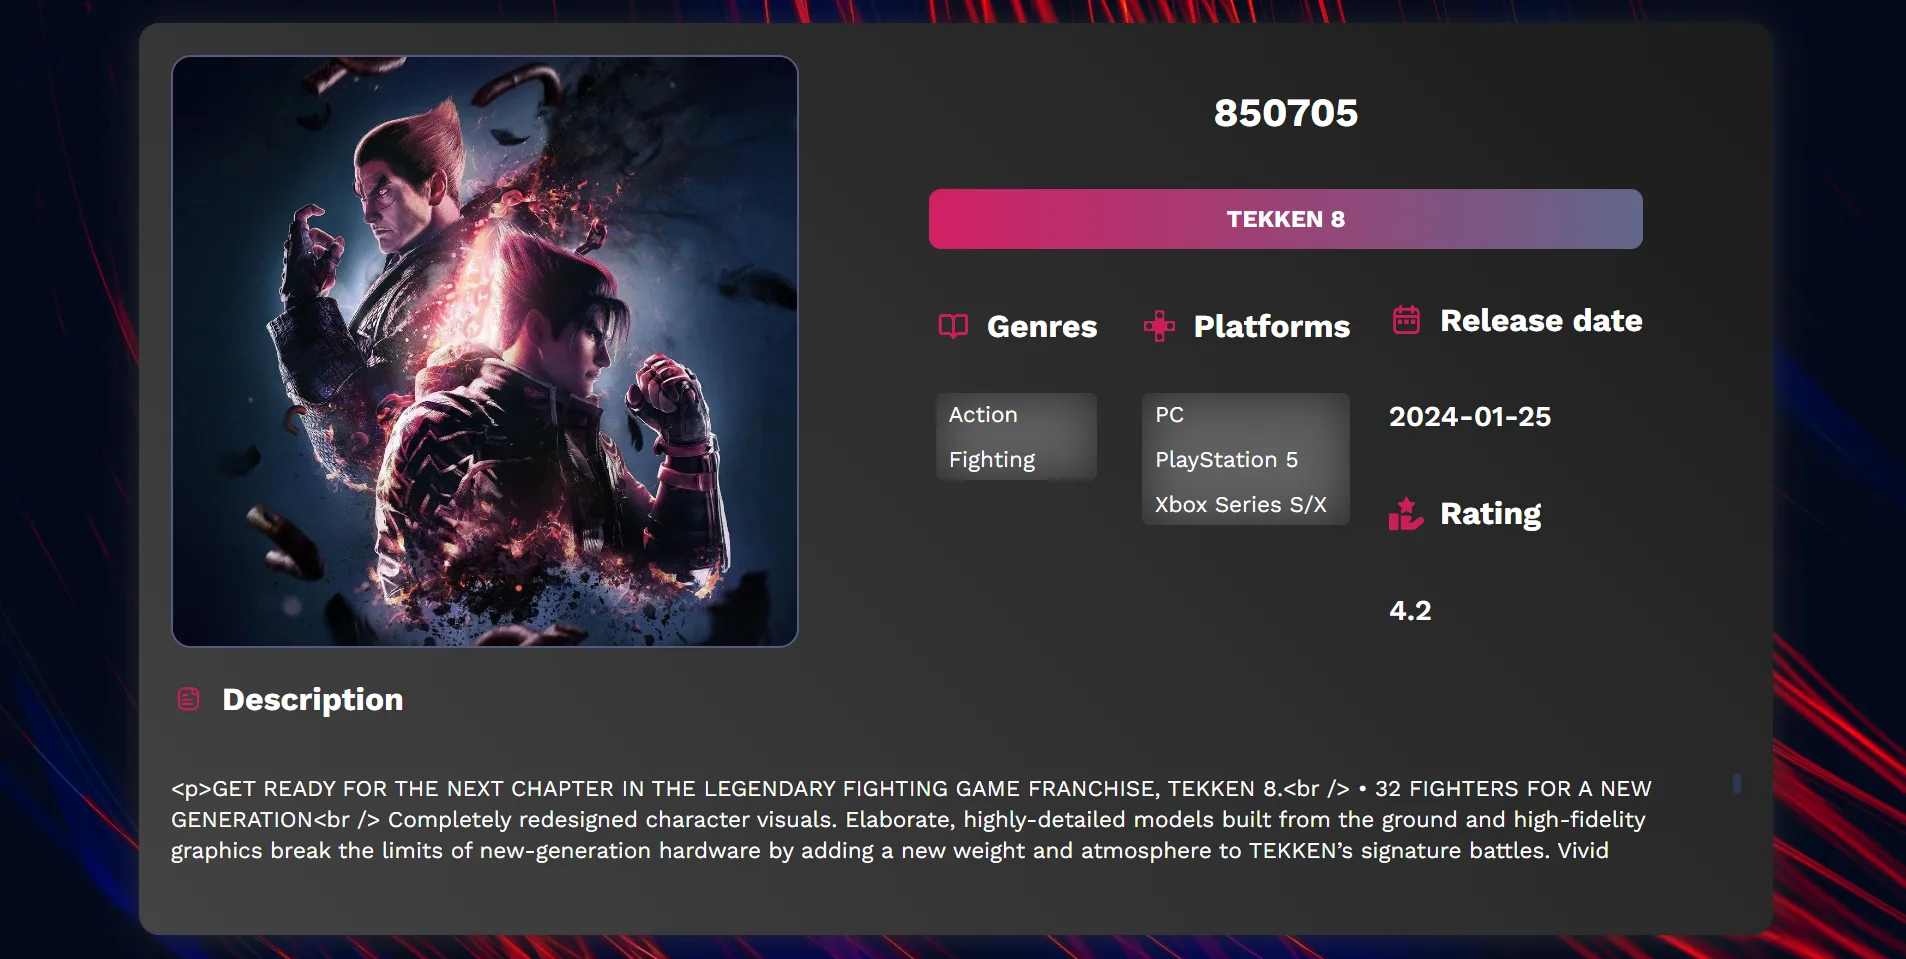 850705
TEKKEN 8
Genres
Action
Fighting
Platforms
PC
PlayStation 5
Xbox Series S/X
Release date
2024-01-25
Rating
4.2
Description
<p>GET READY FOR THE NEXT CHAPTER IN THE LEGENDARY FIGHTING GAME FRANCHISE, TEKKEN 8.<br /> • 32 FIGHTERS FOR A NEW
GENERATION<br /> Completely redesigned character visuals. Elaborate, highly-detailed models built from the ground and high-fidelity
graphics break the limits of new-generation hardware by adding a new weight and atmosphere to TEKKEN’s signature battles. Vivid